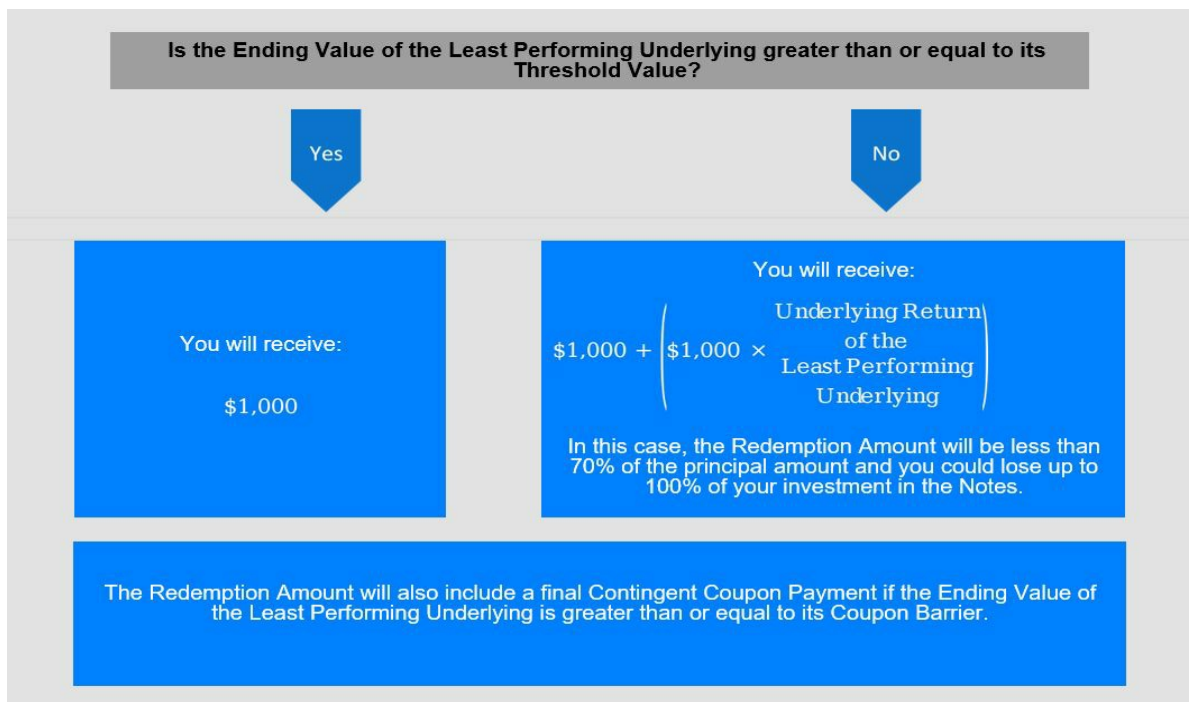 Is the Ending Value of the Least Performing Underlying greater than or equal to its
Threshold Value?
Yes
No
You will receive:
$1,000
You will receive:
$1,000 + ($1,000 × Underlying Return
of the
Least Performing
Underlying)
In this case, the Redemption Amount will be less than
70% of the principal amount and you could lose up to
100% of your investment in the Notes.
The Redemption Amount will also include a final Contingent Coupon Payment if the Ending Value of
the Least Performing Underlying is greater than or equal to its Coupon Barrier.